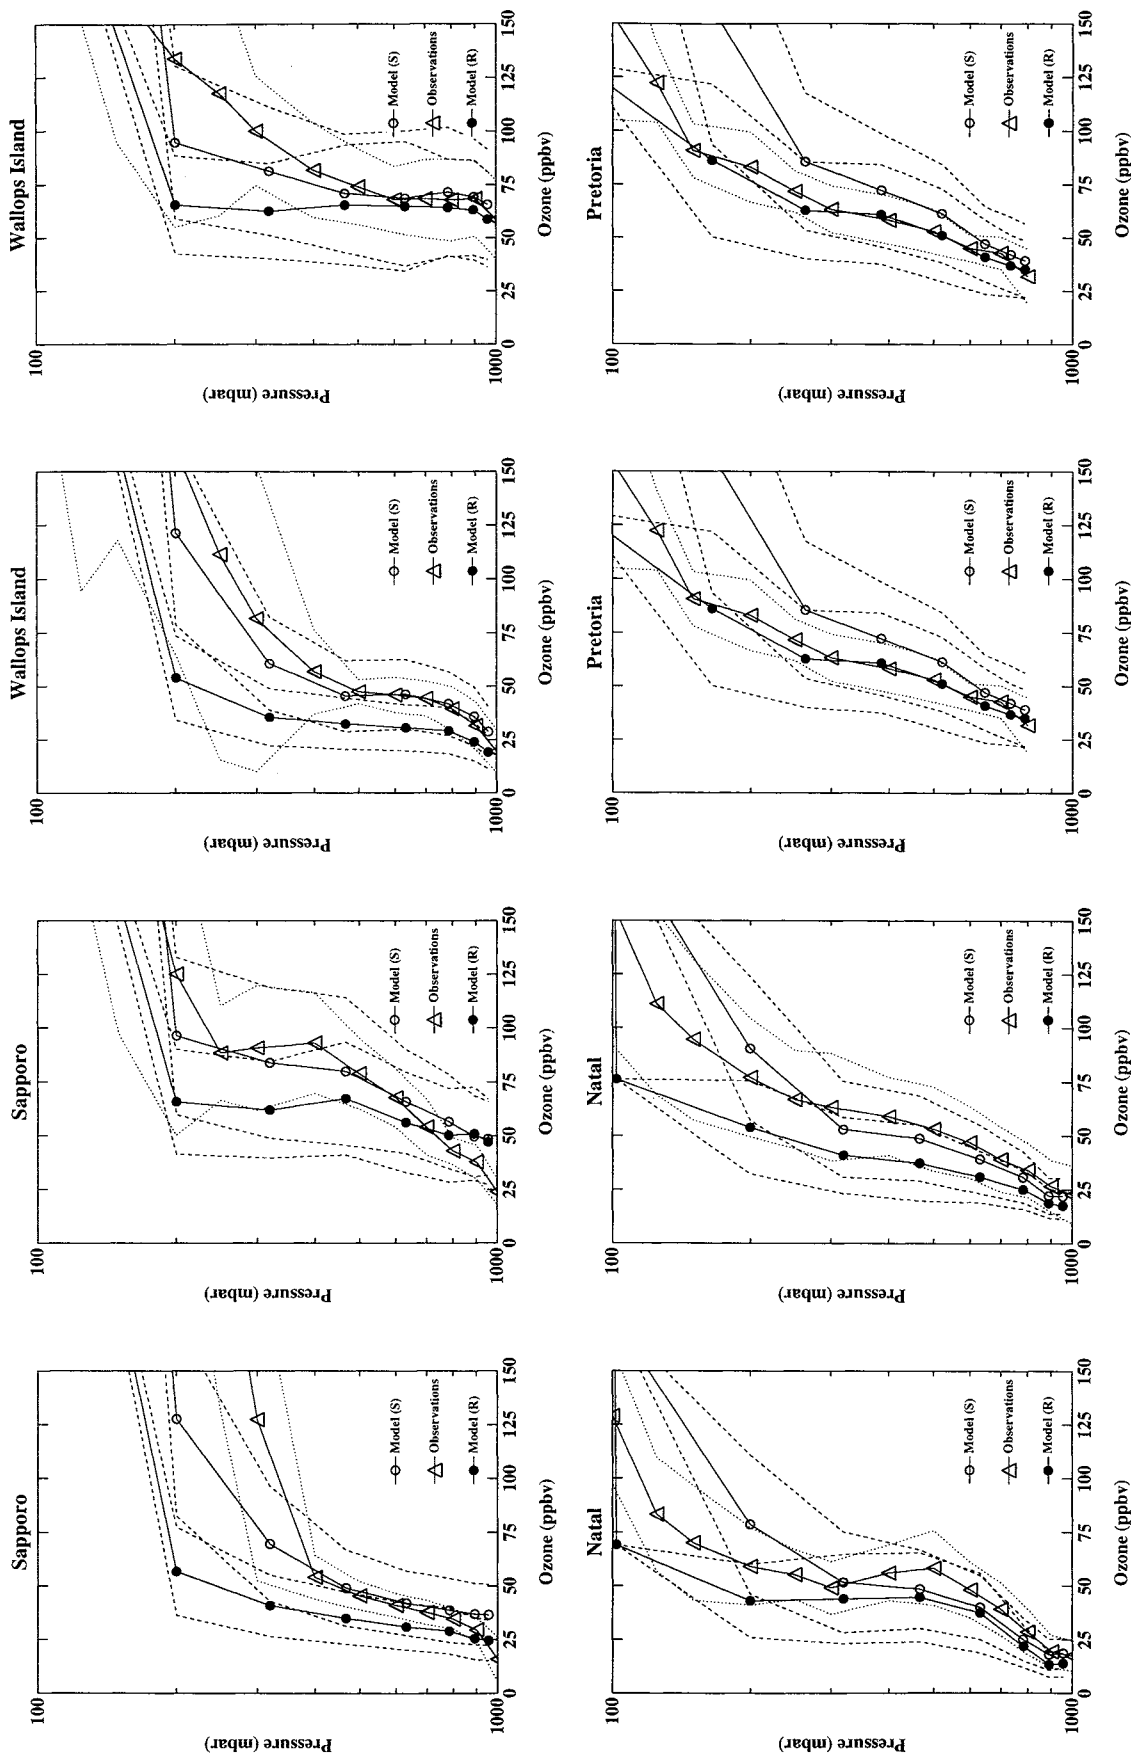 Sapporo
100
1000
Pressure (mbar)
0 25 50 75 100 125 150
Ozone (ppbv)
Model (S)
Observations
Model (R)
Sapporo
100
1000
Pressure (mbar)
0 25 50 75 100 125 150
Ozone (ppbv)
Model (S)
Observations
Model (R)
Wallops Island
100
1000
Pressure (mbar)
0 25 50 75 100 125 150
Ozone (ppbv)
Model (S)
Observations
Model (R)
Wallops Island
100
1000
Pressure (mbar)
0 25 50 75 100 125 150
Ozone (ppbv)
Model (S)
Observations
Model (R)
Natal
100
1000
Pressure (mbar)
0 25 50 75 100 125 150
Ozone (ppbv)
Model (S)
Observations
Model (R)
Natal
100
1000
Pressure (mbar)
0 25 50 75 100 125 150
Ozone (ppbv)
Model (S)
Observations
Model (R)
Pretoria
100
1000
Pressure (mbar)
0 25 50 75 100 125 150
Ozone (ppbv)
Model (S)
Observations
Model (R)
Pretoria
100
1000
Pressure (mbar)
0 25 50 75 100 125 150
Ozone (ppbv)
Model (S)
Observations
Model (R)